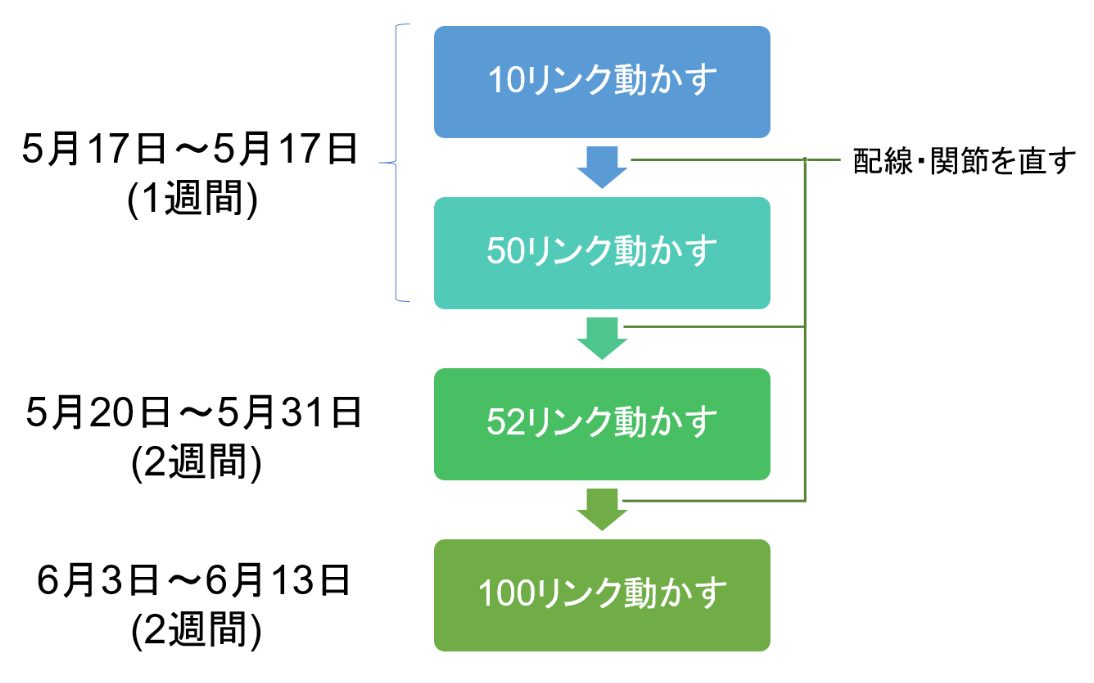 10リンク動かす
5月17日～5月17日
(1週間)
配線・関節を直す
50リンク動かす
5月20日～5月31日
(2週間)
52リンク動かす
6月3日～6月13日
(2週間)
100リンク動かす